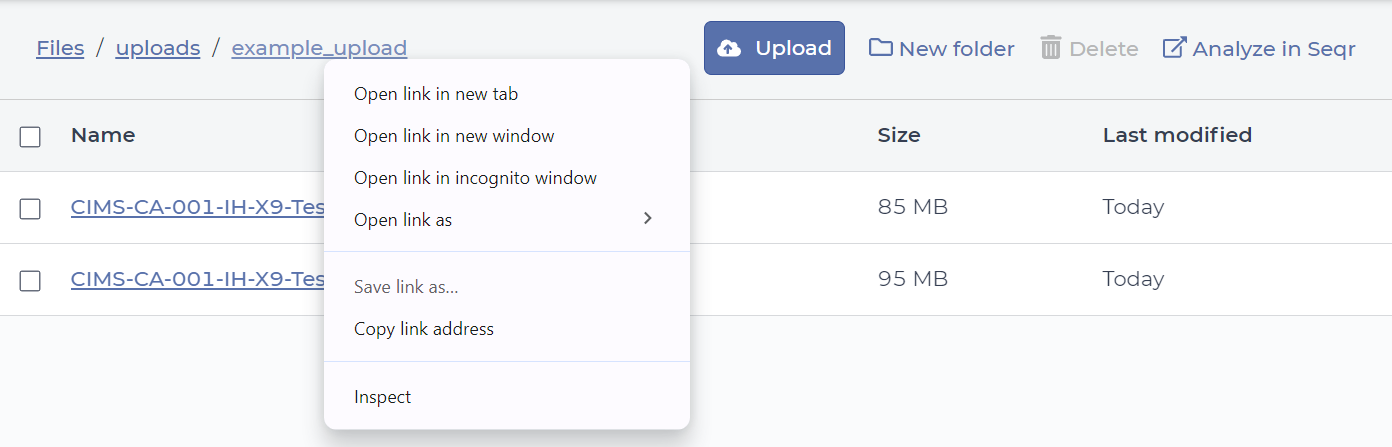 Files / uploads / example_upload
Upload New folder Delete Analyze in Seqr
Open link in new tab
Open link in new window
Open link in incognito window
Open link as
Save link as...
Copy link address
Inspect
Name Size Last modified
CIMS-CA-001-IH-X9-Tes 85 MB Today
CIMS-CA-001-IH-X9-Tes 95 MB Today